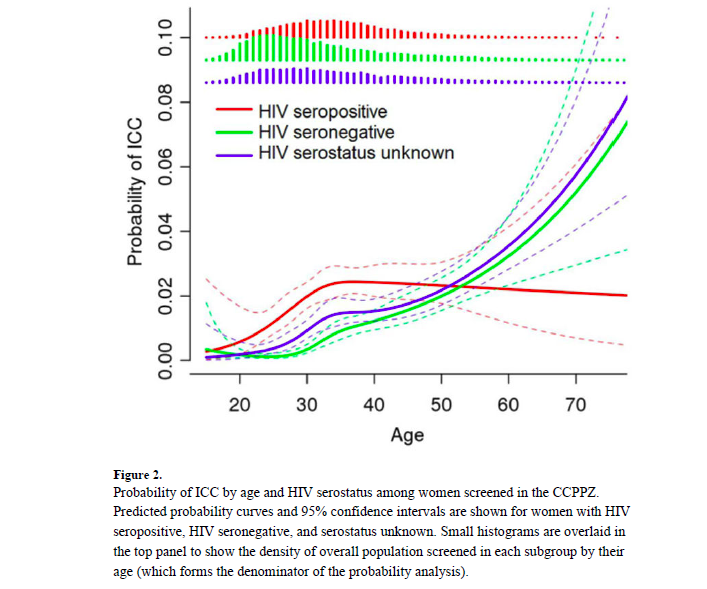 0.10
0.08
0.06
0.04
0.02
0.00
Probability of ICC
HIV seropositive
HIV seronegative
HIV serostatus unknown
20 30 40 50 60 70
Age
Figure 2.
Probability of ICC by age and HIV serostatus among women screened in the CCPPZ.
Predicted probability curves and 95% confidence intervals are shown for women with HIV
seropositive, HIV seronegative, and serostatus unknown. Small histograms are overlaid in
the top panel to show the density of overall population screened in each subgroup by their
age (which forms the denominator of the probability analysis).